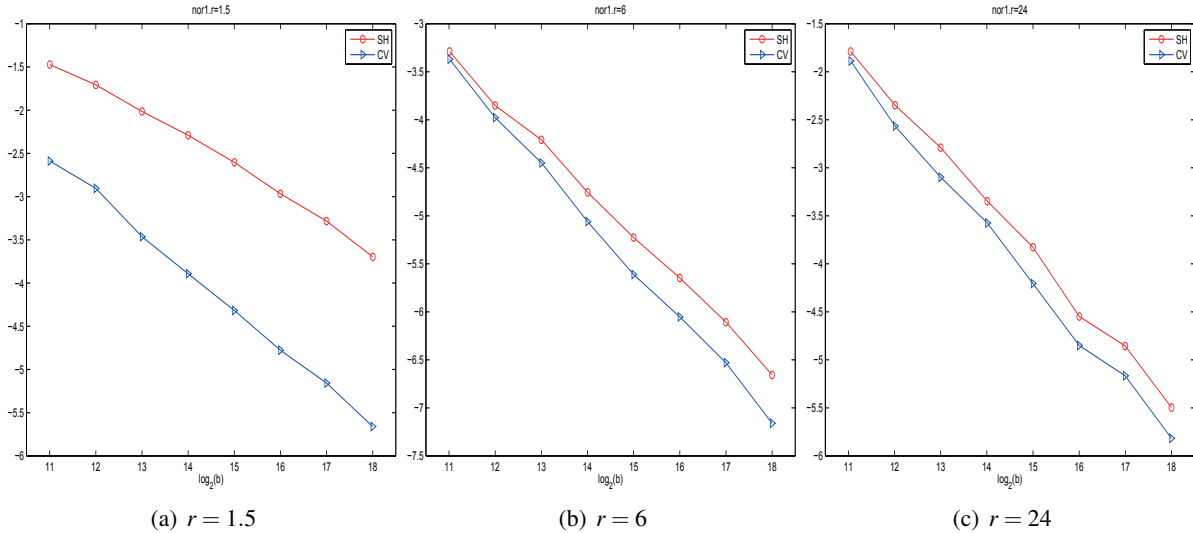 nor1.r=1.5
−1
−1.5
−2
−2.5
−3
−3.5
−4
−4.5
−5
−5.5
−6
11 12 13 14 15 16 17 18
log2(b)
SH
CV
(a) r = 1.5
nor1.r=6
−3
−3.5
−4
−4.5
−5
−5.5
−6
−6.5
−7
−7.5
11 12 13 14 15 16 17 18
log2(b)
SH
CV
(b) r = 6
nor1.r=24
−1.5
−2
−2.5
−3
−3.5
−4
−4.5
−5
−5.5
−6
11 12 13 14 15 16 17 18
log2(b)
SH
CV
(c) r = 24